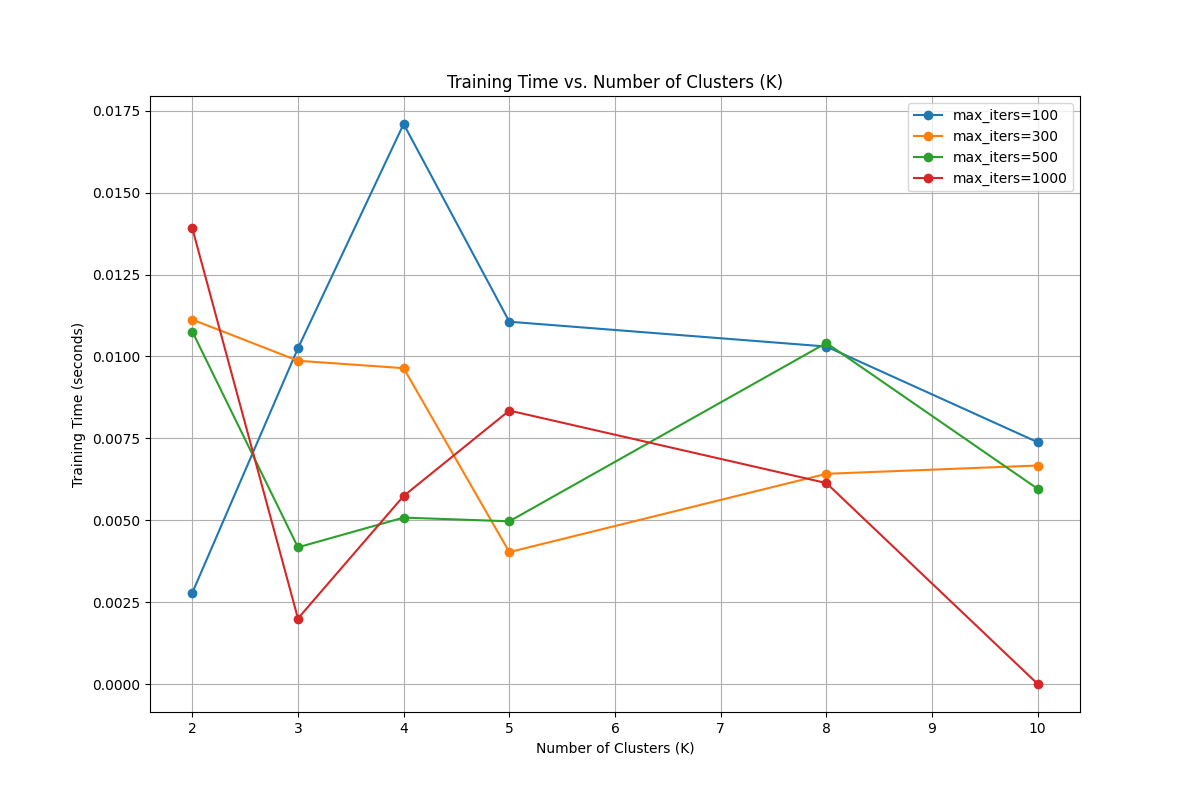 Training Time vs. Number of Clusters (K)
max_iters=100
max_iters=300
max_iters=500
max_iters=1000
Training Time (seconds)
0.0175
0.0150
0.0125
0.0100
0.0075
0.0050
0.0025
0.0000
2 3 4 5 6 7 8 9 10
Number of Clusters (K)